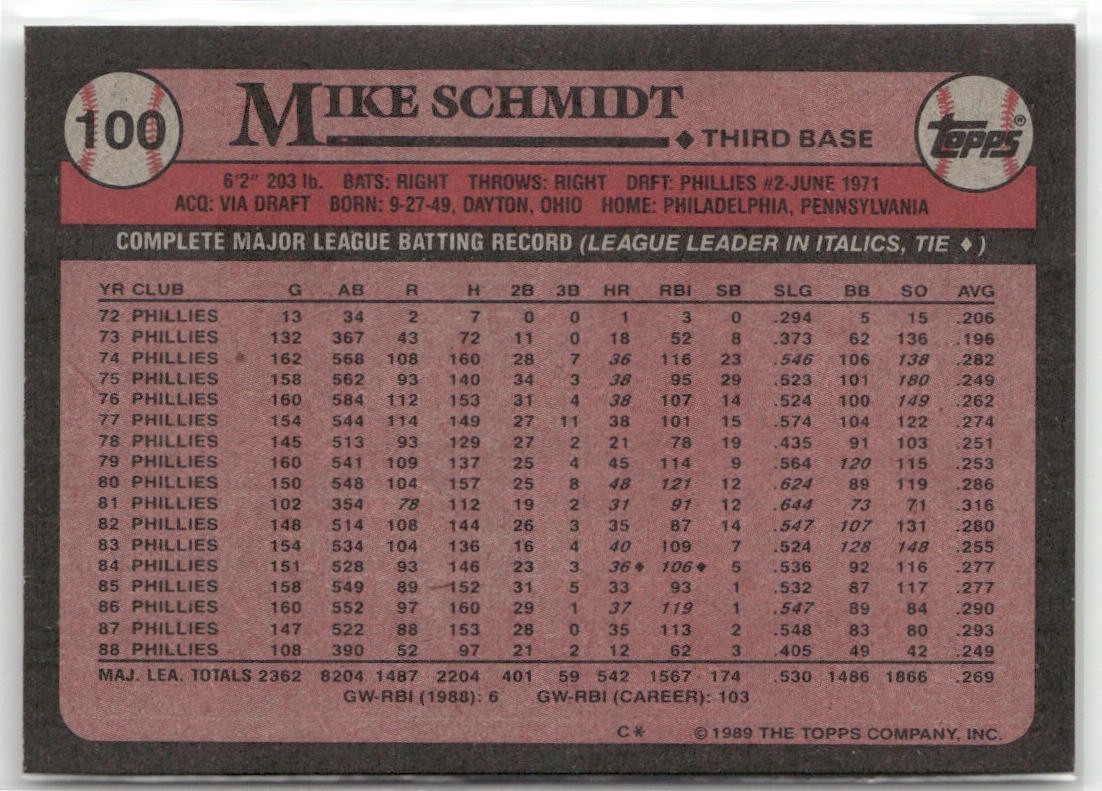 100
MIKE SCHMIDT
♦ THIRD BASE
TOPPS®
6'2" 203 lb. BATS: RIGHT THROWS: RIGHT DRFT: PHILLIES #2-JUNE 1971
ACQ: VIA DRAFT BORN: 9-27-49, DAYTON, OHIO HOME: PHILADELPHIA, PENNSYLVANIA
COMPLETE MAJOR LEAGUE BATTING RECORD (LEAGUE LEADER IN ITALICS, TIE ♦)
YR CLUB G AB R H 2B 3B HR RBI SB SLG BB SO AVG
72 PHILLIES 13 34 2 7 0 0 1 3 0 .294 5 15 .206
73 PHILLIES 132 367 43 72 11 0 18 52 8 .373 62 136 .196
74 PHILLIES 162 568 108 160 28 7 36 116 23 .546 106 138 .282
75 PHILLIES 158 562 93 140 34 3 38 95 29 .523 101 180 .249
76 PHILLIES 160 584 112 153 31 4 38 107 14 .524 100 149 .262
77 PHILLIES 154 544 114 149 27 11 38 101 15 .574 104 122 .274
78 PHILLIES 145 513 93 129 27 2 21 78 19 .435 91 103 .251
79 PHILLIES 160 541 109 137 25 4 45 114 9 .564 120 115 .253
80 PHILLIES 150 548 104 157 25 8 48 121 12 .624 89 119 .286
81 PHILLIES 102 354 78 112 19 2 31 91 12 .644 73 71 .316
82 PHILLIES 148 514 108 144 26 3 35 87 14 .547 107 131 .280
83 PHILLIES 154 534 104 136 16 4 40 109 7 .524 128 148 .255
84 PHILLIES 151 528 93 146 23 3 36♦ 106♦ 5 .536 92 116 .277
85 PHILLIES 158 549 89 152 31 5 33 93 1 .532 87 117 .277
86 PHILLIES 160 552 97 160 29 1 37 119 1 .547 89 84 .290
87 PHILLIES 147 522 88 153 28 0 35 113 2 .548 83 80 .293
88 PHILLIES 108 390 52 97 21 2 12 62 3 .405 49 42 .249
MAJ. LEA. TOTALS 2362 8204 1487 2204 401 59 542 1567 174 .530 1486 1866 .269
GW-RBI (1988): 6 GW-RBI (CAREER): 103
C* ©1989 THE TOPPS COMPANY, INC.